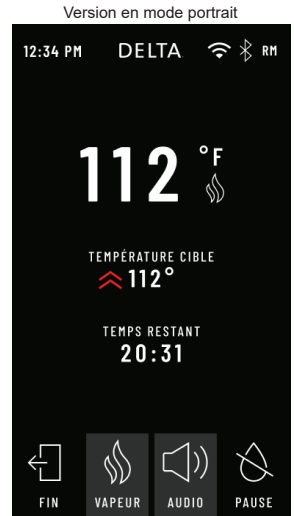 Version en mode portrait
12:34 PM DELTA RM
112 °F
TEMPÉRATURE CIBLE
112°
TEMPS RESTANT
20:31
FIN VAPEUR AUDIO PAUSE